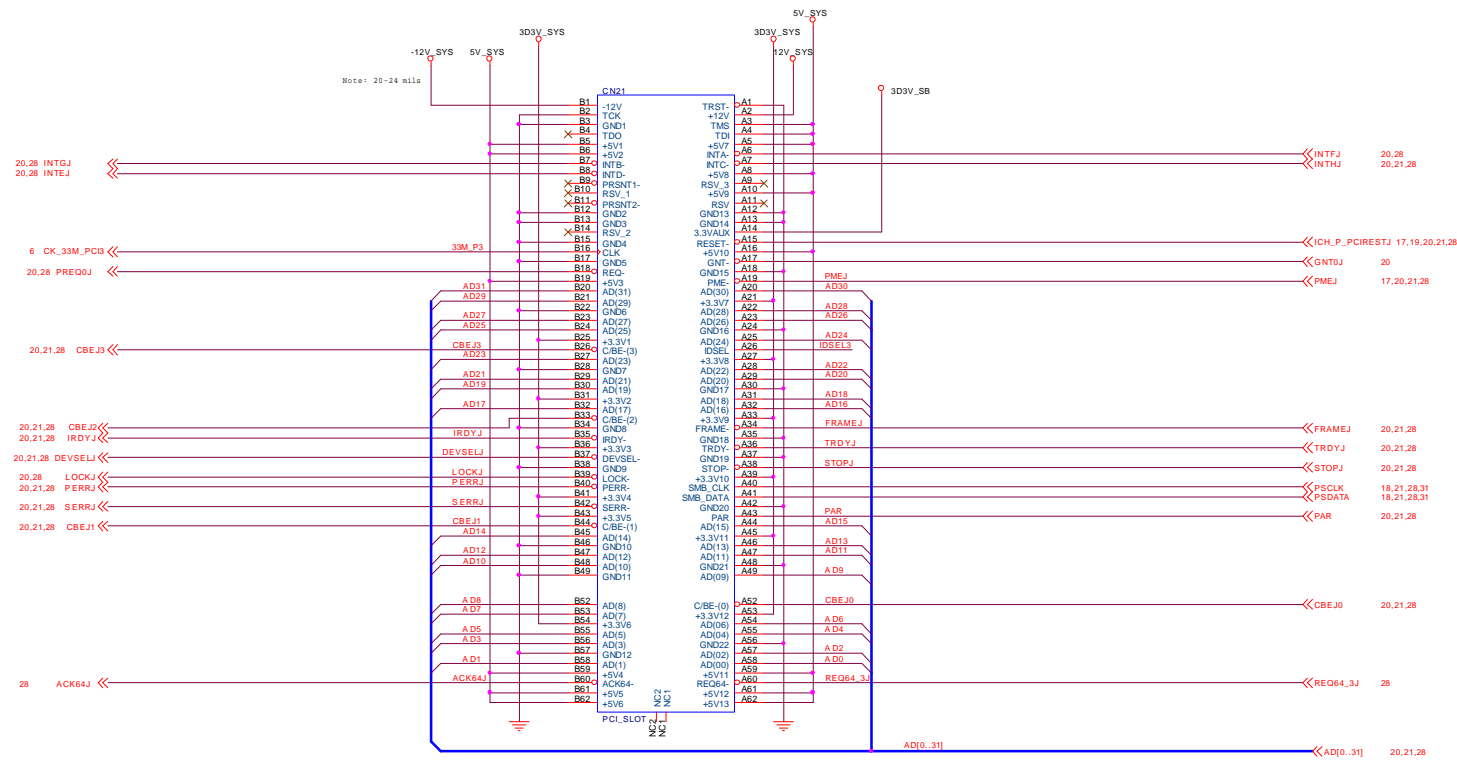 5V_SYS
3D3V_SYS 3D3V_SYS
-12V_SYS 5V_SYS 12V_SYS
Note: 20-24 mils
3D3V_SB
CN21
B1 -12V TRST- A1
B2 TCK +12V A2
B3 GND1 TMS A3
B4 TDO TDI A4
B5 +5V1 +5V7 A5
B6 +5V2 INTA- A6 INTFJ 20,28
20,28 INTGJ B7 INTB- INTC- A7 INTHJ 20,21,28
20,28 INTEJ B8 INTD- +5V8 A8
B9 PRSNT1- RSV_3 A9
B10 RSV_1 +5V9 A10
B11 PRSNT2- RSV A11
B12 GND2 GND13 A12
B13 GND3 GND14 A13
B14 RSV_2 3.3VAUX A14
B15 GND4 RESET- A15 ICH_P_PCIRESTJ 17,19,20,21,28
6 CK_33M_PCI3 33M_P3 B16 CLK +5V10 A16
B17 GND5 GNT- A17 GNT0J 20
20,28 PREQ0J B18 REQ- GND15 A18
B19 +5V3 PME- A19 PMEJ PMEJ 17,20,21,28
AD31 B20 AD(31) AD(30) A20 AD30
AD29 B21 AD(29) +3.3V7 A21
B22 GND6 AD(28) A22 AD28
AD27 B23 AD(27) AD(26) A23 AD26
AD25 B24 AD(25) GND16 A24
B25 +3.3V1 AD(24) A25 AD24
20,21,28 CBEJ3 CBEJ3 B26 C/BE-(3) IDSEL A26 IDSEL3
AD23 B27 AD(23) +3.3V8 A27
B28 GND7 AD(22) A28 AD22
AD21 B29 AD(21) AD(20) A29 AD20
AD19 B30 AD(19) GND17 A30
B31 +3.3V2 AD(18) A31 AD18
AD17 B32 AD(17) AD(16) A32 AD16
B33 C/BE-(2) +3.3V9 A33
20,21,28 CBEJ2 B34 GND8 FRAME- A34 FRAMEJ FRAMEJ 20,21,28
20,21,28 IRDYJ IRDYJ B35 IRDY- GND18 A35
B36 +3.3V3 TRDY- A36 TRDYJ TRDYJ 20,21,28
20,21,28 DEVSELJ DEVSELJ B37 DEVSEL- GND19 A37
B38 GND9 STOP- A38 STOPJ STOPJ 20,21,28
20,28 LOCKJ LOCKJ B39 LOCK- +3.3V10 A39
20,21,28 PERRJ PERRJ B40 PERR- SMB_CLK A40 PSCLK 18,21,28,31
B41 +3.3V4 SMB_DATA A41 PSDATA 18,21,28,31
20,21,28 SERRJ SERRJ B42 SERR- GND20 A42
B43 +3.3V5 PAR A43 PAR PAR 20,21,28
20,21,28 CBEJ1 CBEJ1 B44 C/BE-(1) AD(15) A44 AD15
AD14 B45 AD(14) +3.3V11 A45
B46 GND10 AD(13) A46 AD13
AD12 B47 AD(12) AD(11) A47 AD11
AD10 B48 AD(10) GND21 A48
B49 GND11 AD(09) A49 AD9
AD8 B52 AD(8) C/BE-(0) A52 CBEJ0 CBEJ0 20,21,28
AD7 B53 AD(7) +3.3V12 A53
B54 +3.3V6 AD(06) A54 AD6
AD5 B55 AD(5) AD(04) A55 AD4
AD3 B56 AD(3) GND22 A56
B57 GND12 AD(02) A57 AD2
AD1 B58 AD(1) AD(00) A58 AD0
B59 +5V4 +5V11 A59
28 ACK64J ACK64J B60 ACK64- REQ64- A60 REQ64_3J REQ64_3J 28
B61 +5V5 +5V12 A61
B62 +5V6 +5V13 A62
NC2 NC1
PCI_SLOT
NC2 NC1
AD[0..31]
AD[0..31] 20,21,28